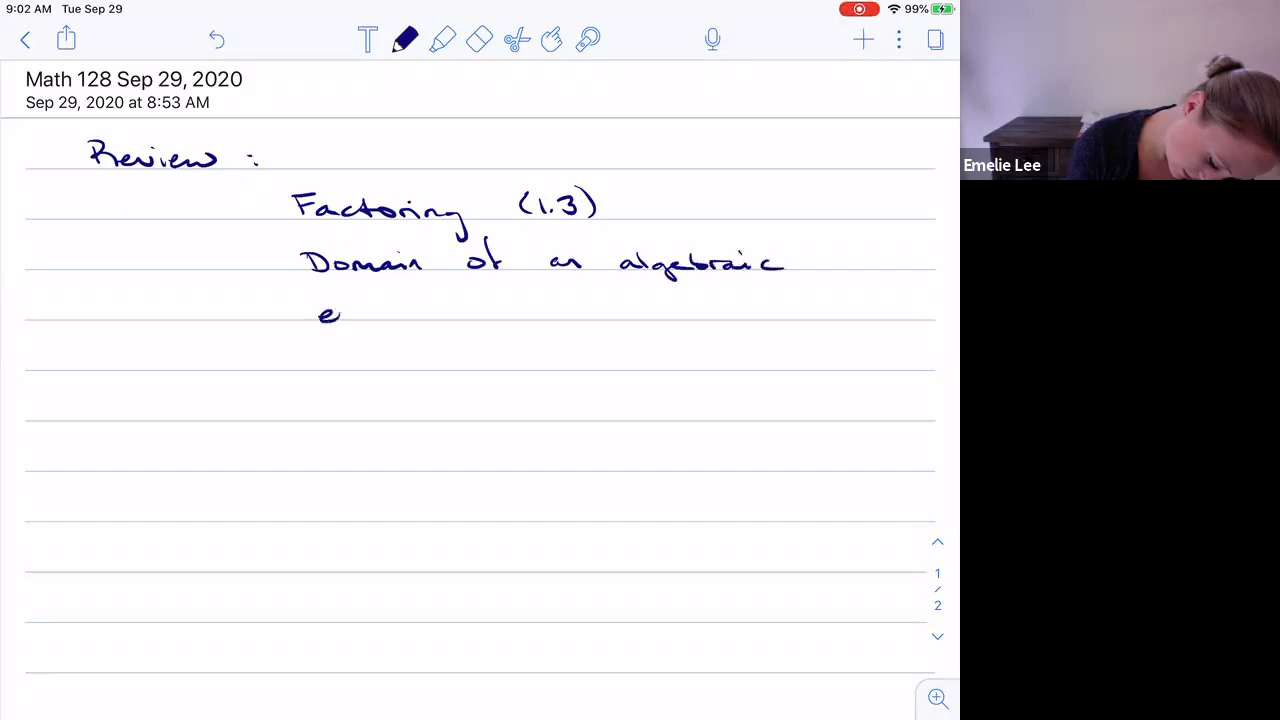 9:02 AM Tue Sep 29
99%
Math 128 Sep 29, 2020
Sep 29, 2020 at 8:53 AM
Review :
Factoring (1.3)
Domain of an algebraic
e
Emelie Lee
1
/
2